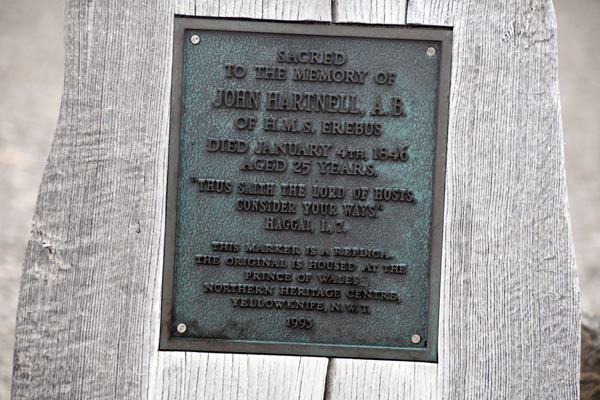 SACRED
TO THE MEMORY OF
JOHN HARTNELL, A.B.
OF H.M.S. EREBUS
DIED JANUARY 4TH, 1846
AGED 25 YEARS.
"THUS SAITH THE LORD OF HOSTS,
CONSIDER YOUR WAYS"
HAGGAI, 1, 7.
THIS MARKER IS A REPLICA.
THE ORIGINAL IS HOUSED AT THE
PRINCE OF WALES,
NORTHERN HERITAGE CENTRE,
YELLOWKNIFE, N.W.T.
1993